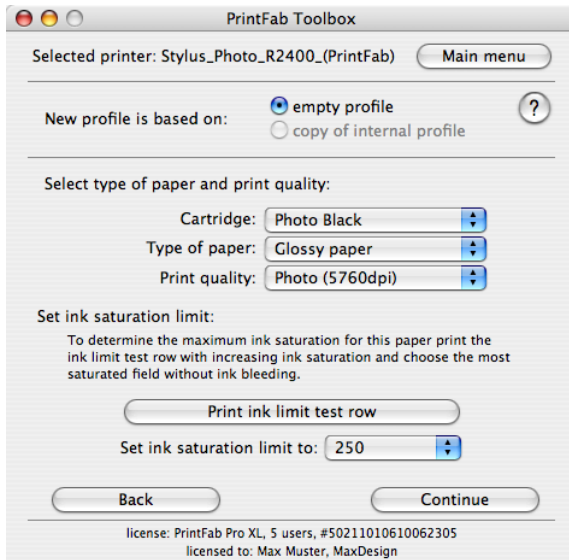 PrintFab Toolbox
Selected printer: Stylus_Photo_R2400_(PrintFab) Main menu
New profile is based on: empty profile ?
copy of internal profile
Select type of paper and print quality:
Cartridge: Photo Black
Type of paper: Glossy paper
Print quality: Photo (5760dpi)
Set ink saturation limit:
To determine the maximum ink saturation for this paper print the
ink limit test row with increasing ink saturation and choose the most
saturated field without ink bleeding.
Print ink limit test row
Set ink saturation limit to: 250
Back Continue
license: PrintFab Pro XL, 5 users, #50211010610062305
licensed to: Max Muster, MaxDesign